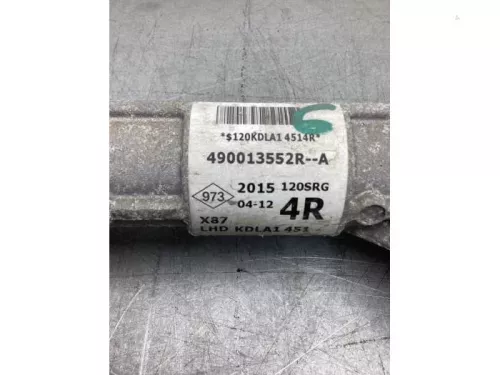 6
*$120KDLA1 4514R*
490013552R--A
973 2015 120SRG
04-12 4R
X87
LHD KDLA1 451